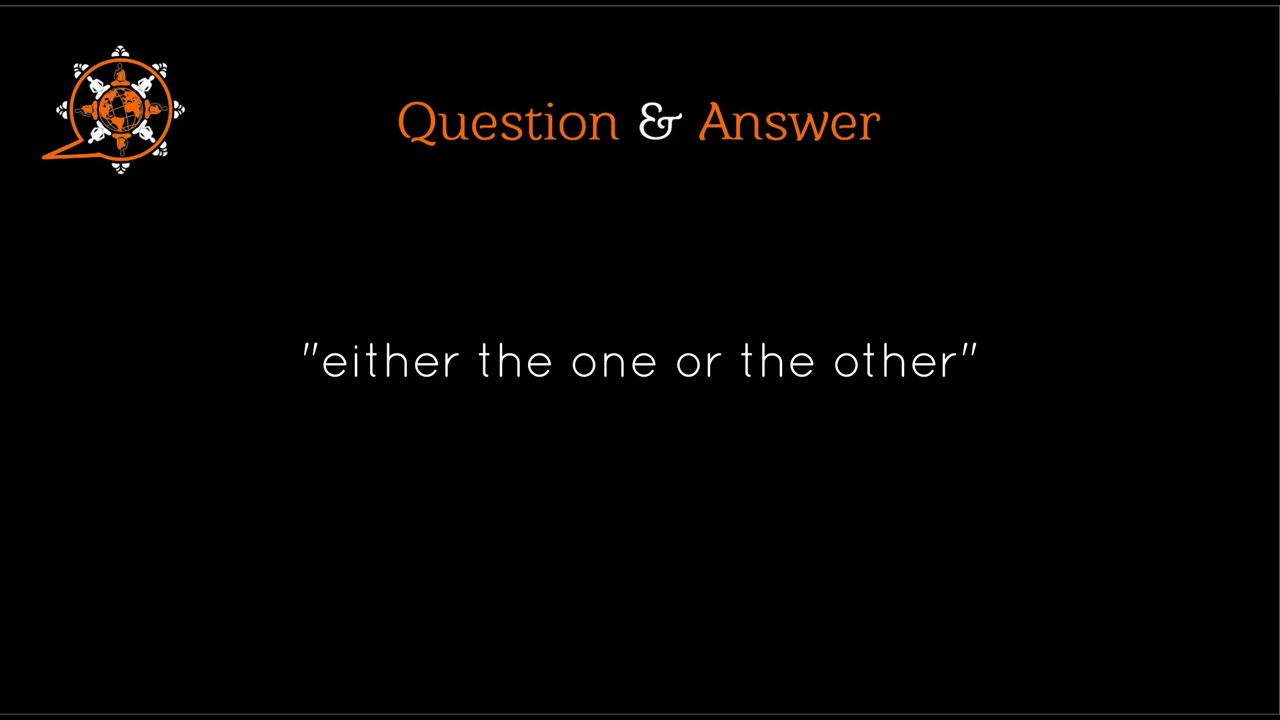 Question & Answer
"either the one or the other"